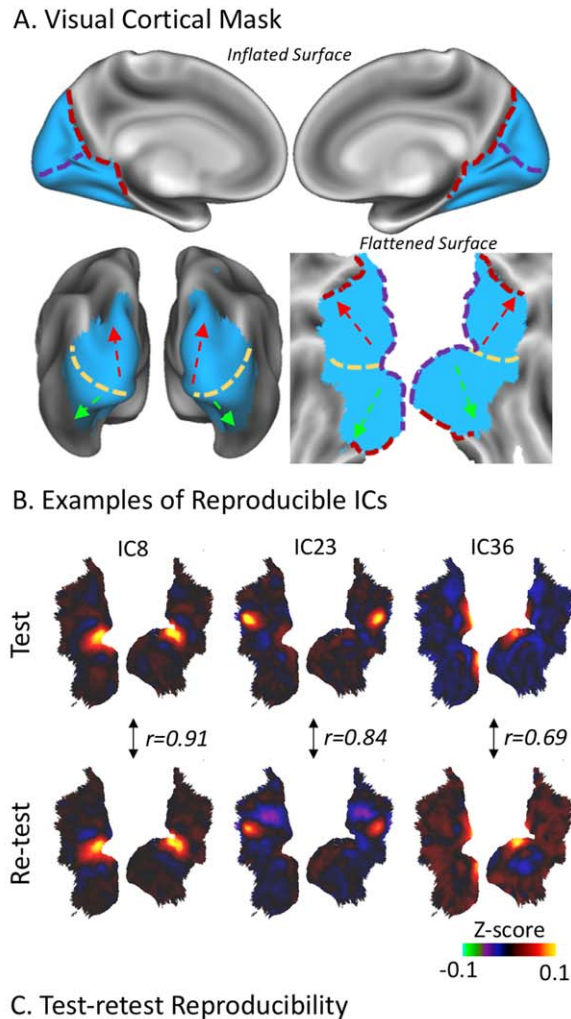 A. Visual Cortical Mask
Inflated Surface
Flattened Surface
B. Examples of Reproducible ICs
IC8 IC23 IC36
Test
r=0.91 r=0.84 r=0.69
Re-test
Z-score
-0.1 0.1
C. Test-retest Reproducibility